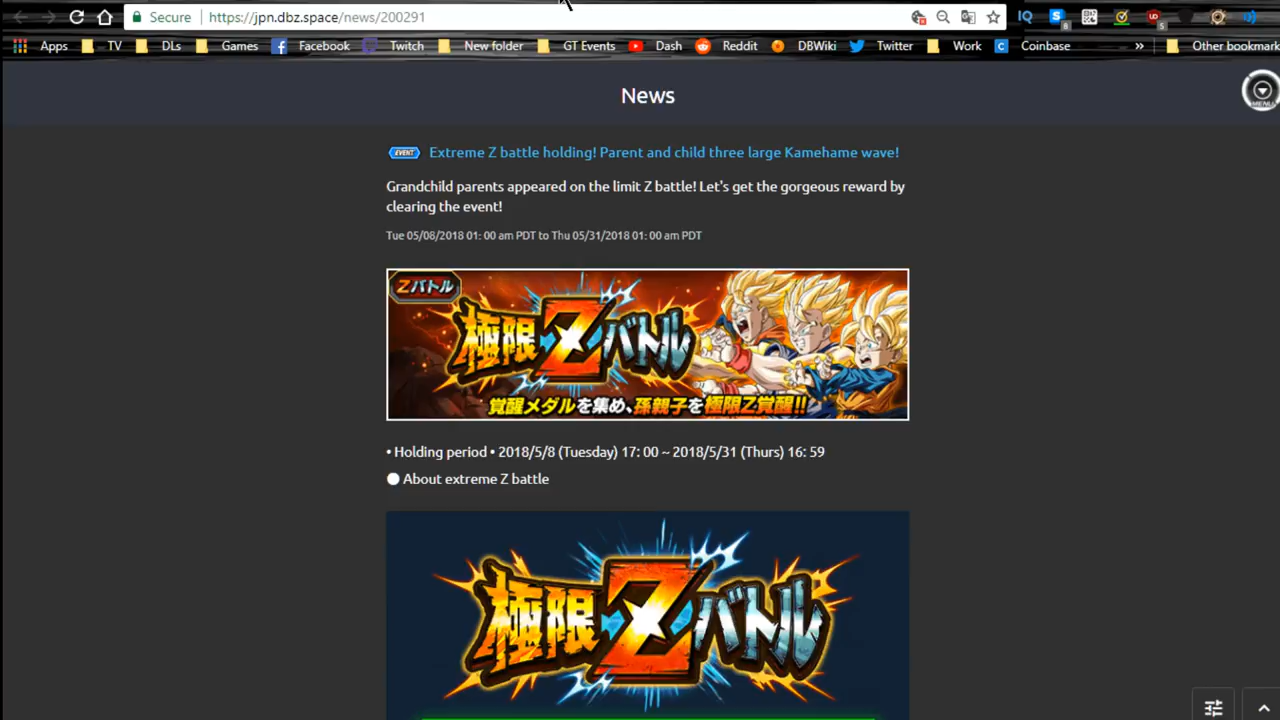 Secure https://jpn.dbz.space/news/200291
Apps TV DLs Games Facebook Twitch New folder GT Events Dash Reddit DBWiki Twitter Work Coinbase » Other bookmark
News
MENU
EVENT Extreme Z battle holding! Parent and child three large Kamehame wave!
Grandchild parents appeared on the limit Z battle! Let's get the gorgeous reward by
clearing the event!
Tue 05/08/2018 01: 00 am PDT to Thu 05/31/2018 01: 00 am PDT
Zバトル
極限Zバトル
覚醒メダルを集め、孫親子を極限Z覚醒!!
• Holding period • 2018/5/8 (Tuesday) 17: 00 ~ 2018/5/31 (Thurs) 16: 59
● About extreme Z battle
極限Zバトル